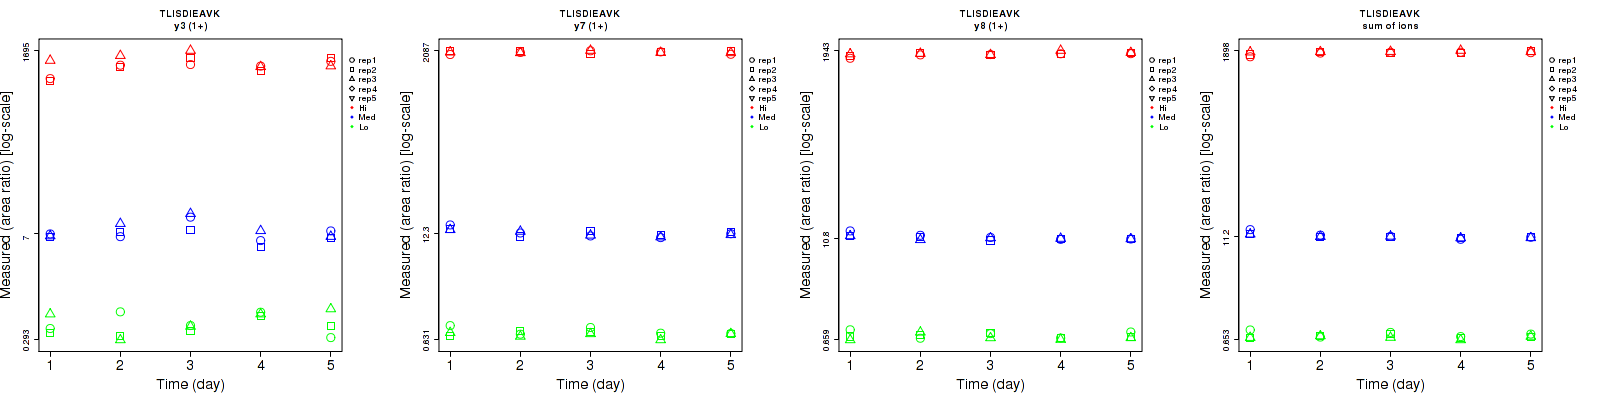 TLISDIEAVK
y3 (1+)
Measured (area ratio) [log-scale]
1895
7
0.293
1 2 3 4 5
Time (day)
rep1
rep2
rep3
rep4
rep5
Hi
Med
Lo
TLISDIEAVK
y7 (1+)
Measured (area ratio) [log-scale]
2087
12.3
0.831
1 2 3 4 5
Time (day)
rep1
rep2
rep3
rep4
rep5
Hi
Med
Lo
TLISDIEAVK
y8 (1+)
Measured (area ratio) [log-scale]
1943
10.8
0.859
1 2 3 4 5
Time (day)
rep1
rep2
rep3
rep4
rep5
Hi
Med
Lo
TLISDIEAVK
sum of ions
Measured (area ratio) [log-scale]
1898
11.2
0.853
1 2 3 4 5
Time (day)
rep1
rep2
rep3
rep4
rep5
Hi
Med
Lo